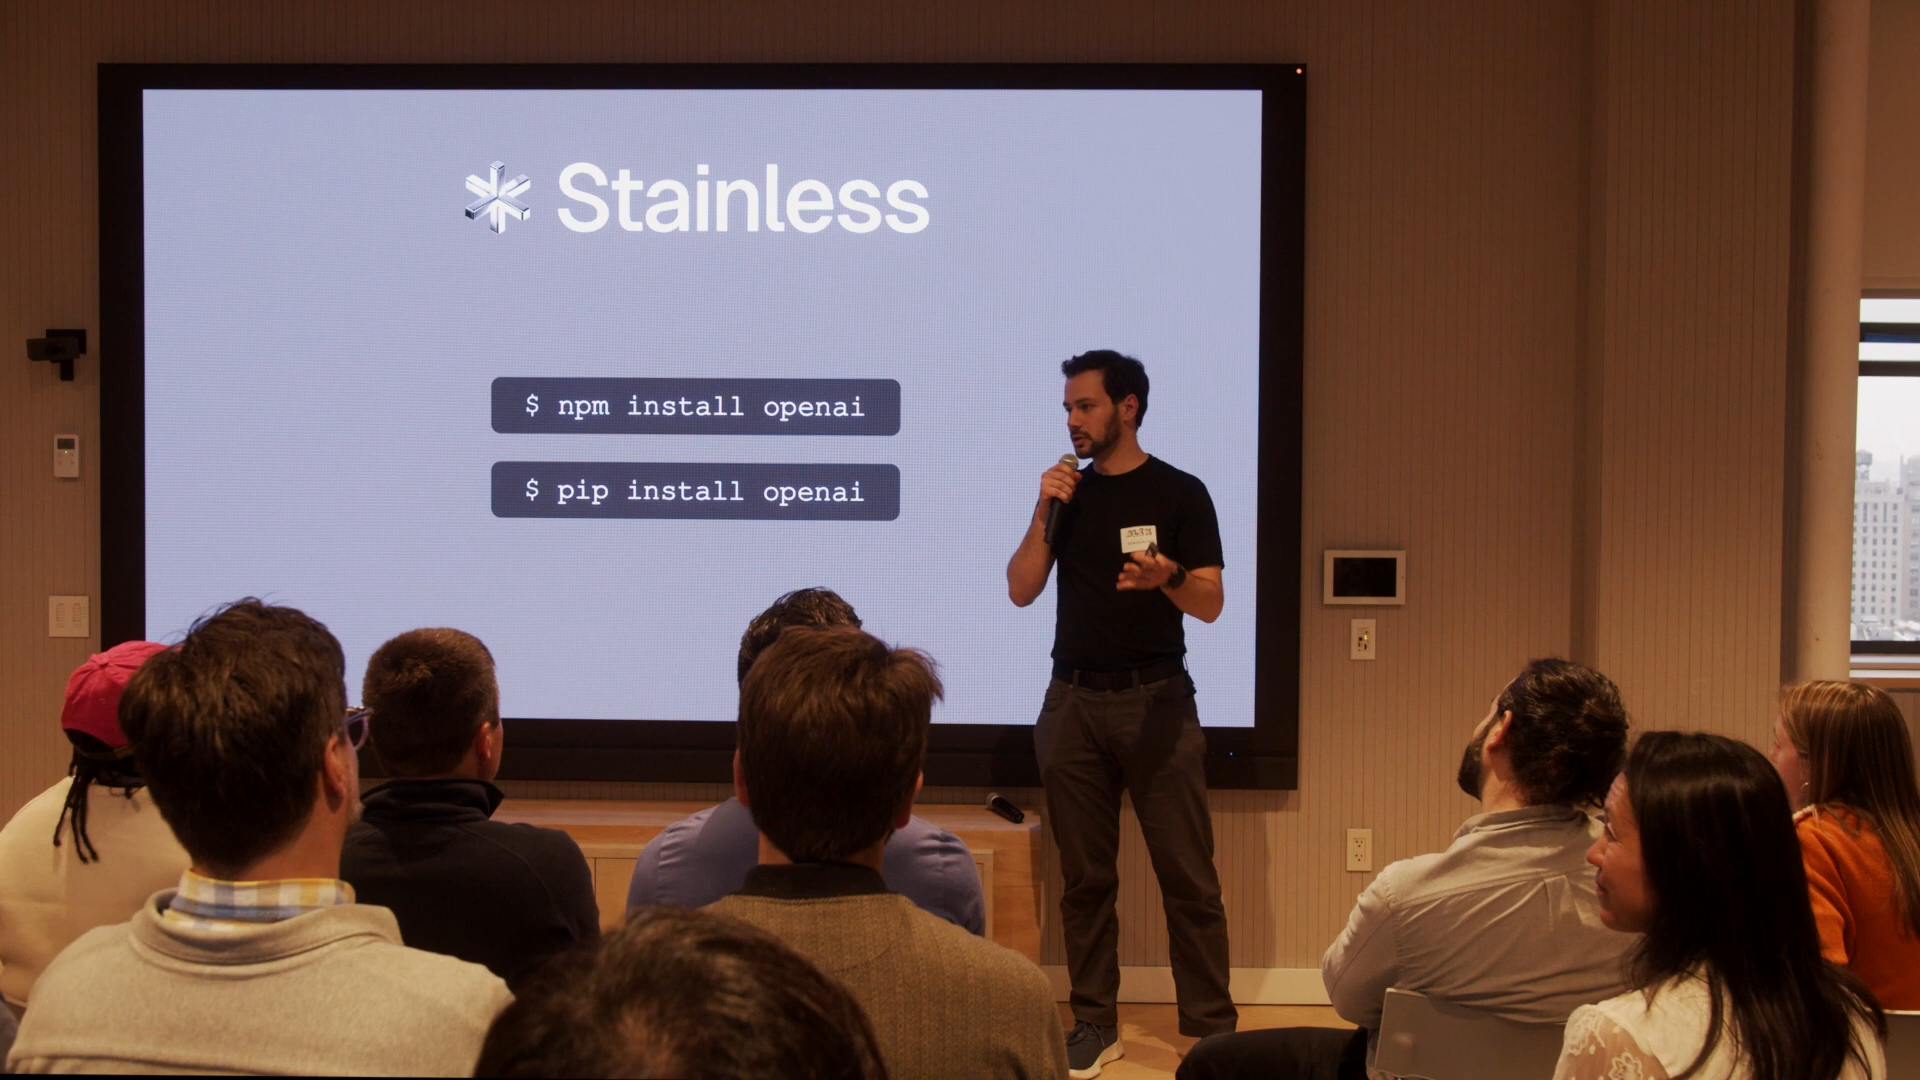 Stainless
$ npm install openai
$ pip install openai